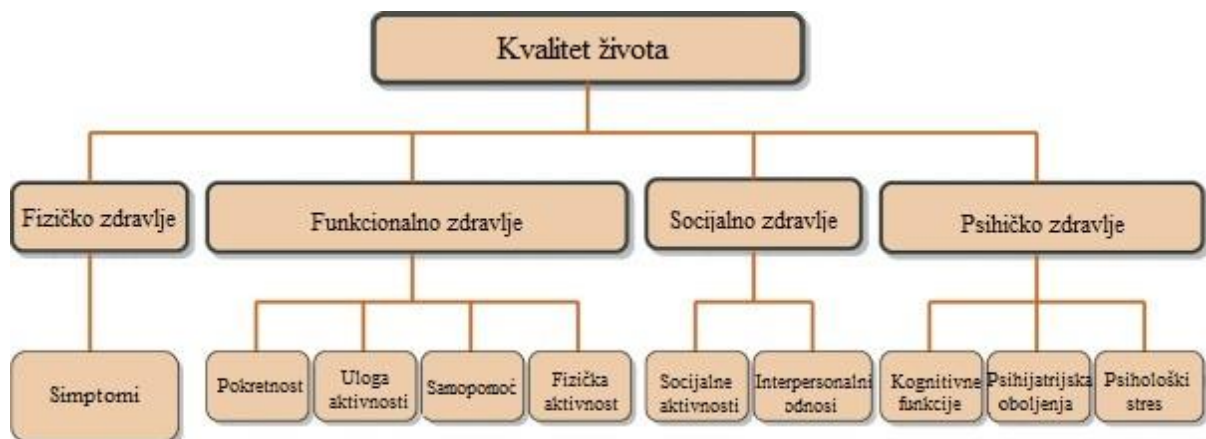 Kvalitet života
Fizičko zdravlje
Funkcionalno zdravlje
Socijalno zdravlje
Psihičko zdravlje
Simptomi
Pokretnost
Uloga
aktivnosti
Samopomoć
Fizička
aktivnost
Socijalne
aktivnosti
Interpersonalni
odnosi
Kognitivne
funkcije
Psihijatrijska
oboljenja
Psihološki
stres